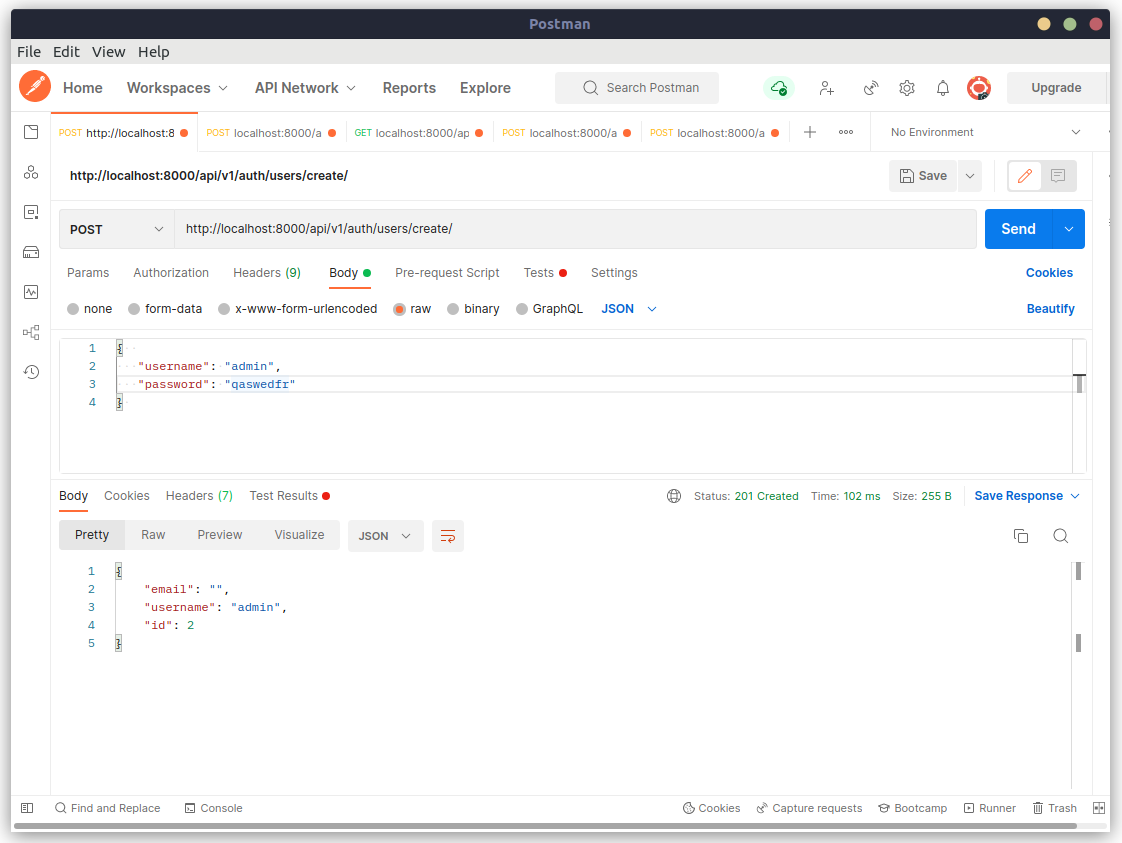 Postman
File Edit View Help
Home Workspaces API Network Reports Explore Search Postman Upgrade
POST http://localhost:8 POST localhost:8000/a GET localhost:8000/ap POST localhost:8000/a POST localhost:8000/a No Environment
http://localhost:8000/api/v1/auth/users/create/ Save
POST http://localhost:8000/api/v1/auth/users/create/ Send
Params Authorization Headers (9) Body Pre-request Script Tests Settings Cookies
none form-data x-www-form-urlencoded raw binary GraphQL JSON Beautify
1 {
2 "username": "admin",
3 "password": "qaswedfr"
4 }
Body Cookies Headers (7) Test Results Status: 201 Created Time: 102 ms Size: 255 B Save Response
Pretty Raw Preview Visualize JSON
1 {
2 "email": "",
3 "username": "admin",
4 "id": 2
5 }
Find and Replace Console Cookies Capture requests Bootcamp Runner Trash